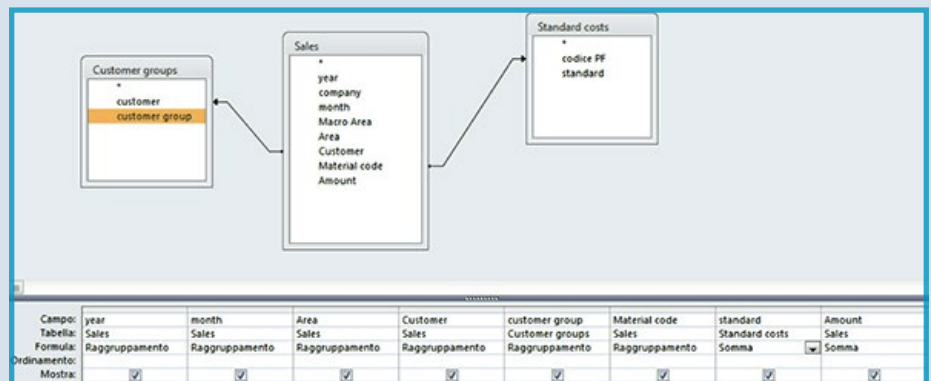 Standard costs
*
codice PF
standard
Sales
*
year
company
month
Macro Area
Area
Customer
Material code
Amount
Customer groups
*
customer
customer group
Campo: year month Area Customer customer group Material code standard Amount
Tabella: Sales Sales Sales Sales Customer groups Sales Standard costs Sales
Formula: Raggruppamento Raggruppamento Raggruppamento Raggruppamento Raggruppamento Raggruppamento Somma Somma
Ordinamento:
Mostra: